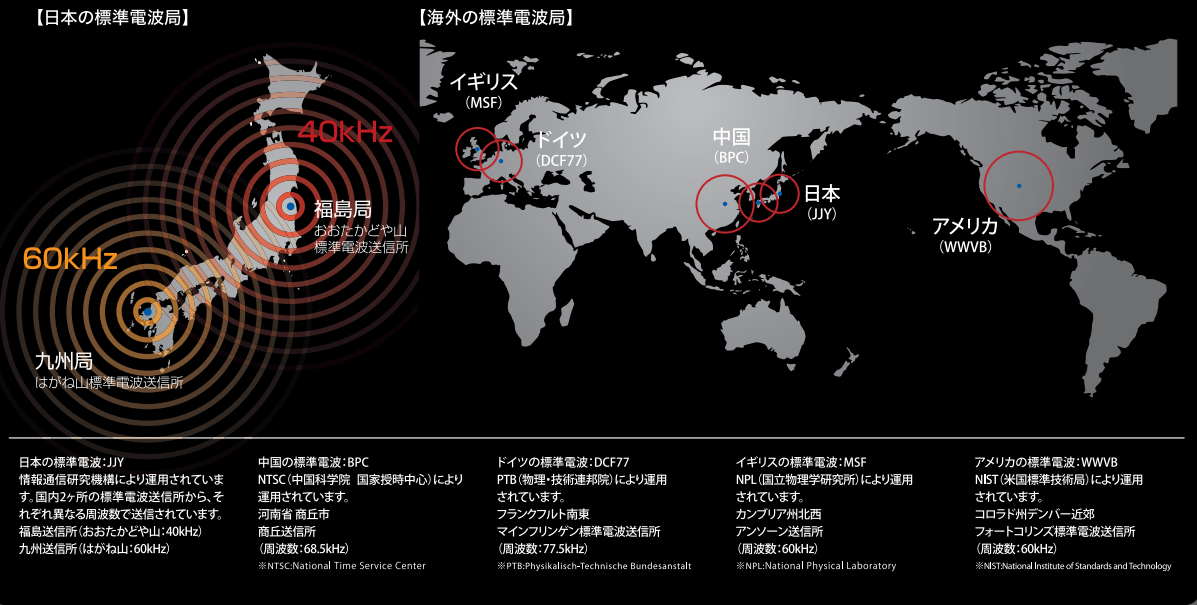 【日本の標準電波局】
40kHz
福島局
おおたかどや山
標準電波送信所
60kHz
九州局
はがね山標準電波送信所
【海外の標準電波局】
イギリス
(MSF)
ドイツ
(DCF77)
中国
(BPC)
日本
(JJY)
アメリカ
(WWVB)
日本の標準電波:JJY
情報通信研究機構により運用されていま
す。国内2ヶ所の標準電波送信所から、そ
れぞれ異なる周波数で送信されています。
福島送信所(おおたかどや山:40kHz)
九州送信所(はがね山:60kHz)
中国の標準電波:BPC
NTSC(中国科学院 国家授時中心)により
運用されています。
河南省 商丘市
商丘送信所
(周波数:68.5kHz)
※NTSC:National Time Service Center
ドイツの標準電波:DCF77
PTB(物理・技術連邦院)により運用
されています。
フランクフルト南東
マインフリンゲン標準電波送信所
(周波数:77.5kHz)
※PTB:Physikalisch-Technische Bundesanstalt
イギリスの標準電波:MSF
NPL(国立物理学研究所)により運用
されています。
カンブリア州北西
アンソーン送信所
(周波数:60kHz)
※NPL:National Physical Laboratory
アメリカの標準電波:WWVB
NIST(米国標準技術局)により運用
されています。
コロラド州デンバー近郊
フォートコリンズ標準電波送信所
(周波数:60kHz)
※NIST:National Institute of Standards and Technology